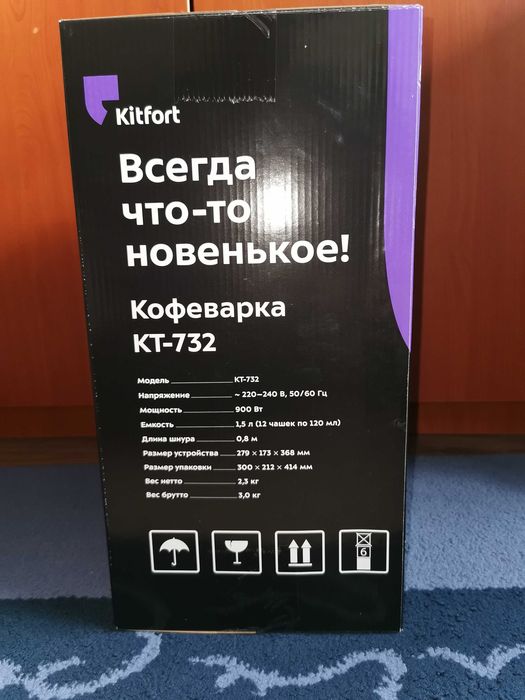 Kitfort
Всегда
что-то
новенькое!
Кофеварка
КТ-732
Модель КТ-732
Напряжение ~ 220–240 В, 50/60 Гц
Мощность 900 Вт
Емкость 1,5 л (12 чашек по 120 мл)
Длина шнура 0,8 м
Размер устройства 279 × 173 × 368 мм
Размер упаковки 300 × 212 × 414 мм
Вес нетто 2,3 кг
Вес брутто 3,0 кг
6